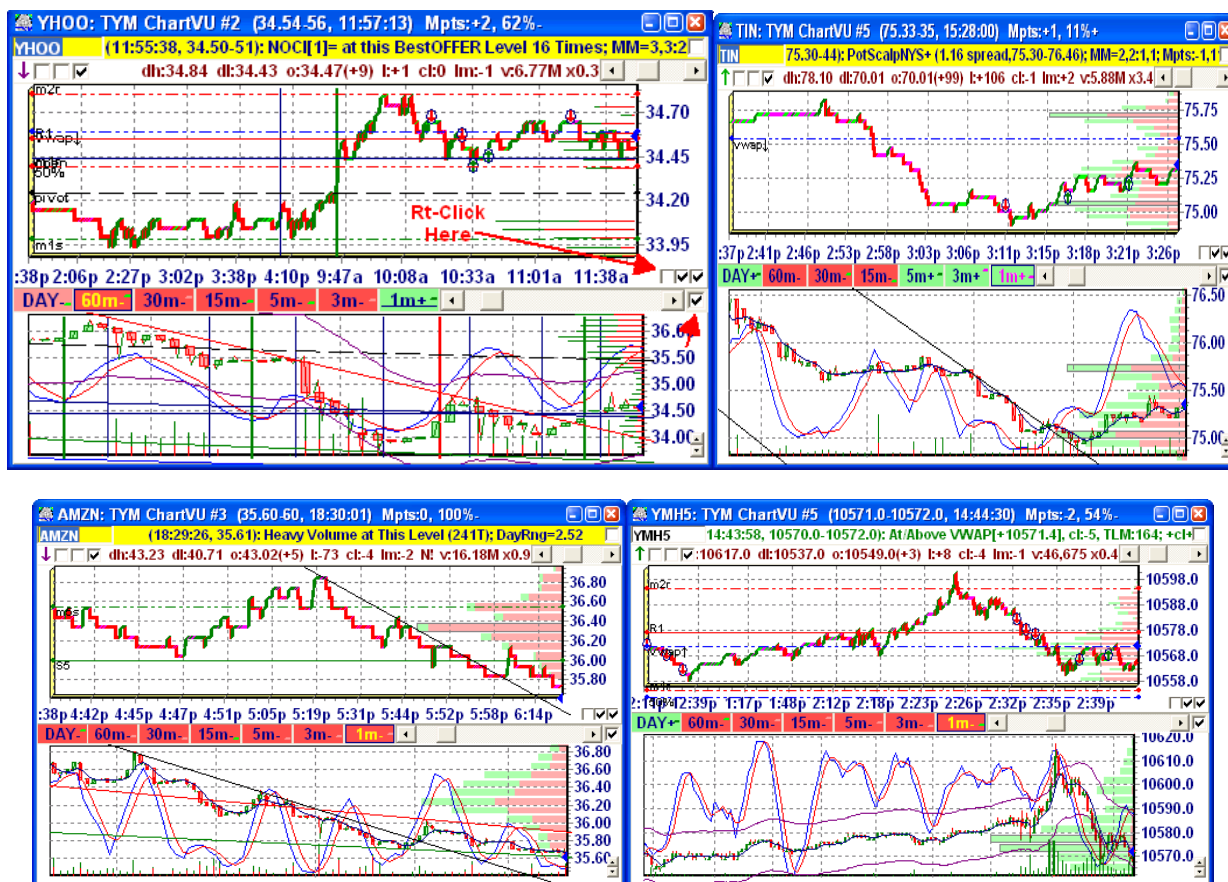 YHOO: TYM ChartVU #2 (34.54-56, 11:57:13) Mpts:+2, 62%-
YHOO (11:55:38, 34.50-51): NOCI[1]= at this BestOFFER Level 16 Times; MM=3,3:2
dh:34.84 dl:34.43 o:34.47(+9) l:+1 cl:0 lm:-1 v:6.77M x0.3
m2r
R1
vwap↓
50%
pivot
m1s
34.70
34.45
34.20
33.95
Rt-Click
Here
:38p 2:06p 2:27p 3:02p 3:38p 4:10p 9:47a 10:08a 10:33a 11:01a 11:38a
DAY- 60m- 30m- 15m- 5m- 3m- 1m+
36.0
35.50
35.00
34.50
34.00
TIN: TYM ChartVU #5 (75.33-35, 15:28:00) Mpts:+1, 11%+
TIN 75.30-44): PotScalpNYS+ (1.16 spread,75.30-76.46); MM=2,2:1,1; Mpts:-1,1
dh:78.10 dl:70.01 o:70.01(+99) l:+106 cl:-1 lm:+2 v:5.88M x3.4
vwap↓
75.75
75.50
75.25
75.00
:37p 2:41p 2:46p 2:53p 2:58p 3:03p 3:06p 3:11p 3:15p 3:18p 3:21p 3:26p
DAY+ 60m- 30m- 15m- 5m+ 3m+ 1m+
76.50
76.00
75.5
75.00
AMZN: TYM ChartVU #3 (35.60-60, 18:30:01) Mpts:0, 100%-
AMZN (18:29:26, 35.61): Heavy Volume at This Level (241T); DayRng=2.52
dh:43.23 dl:40.71 o:43.02(+5) l:-73 cl:-4 lm:-2 N: v:16.18M x0.9
S5
36.80
36.60
36.40
36.20
36.00
35.80
:38p 4:42p 4:45p 4:47p 4:51p 5:05p 5:19p 5:31p 5:44p 5:52p 5:58p 6:14p
DAY- 60m- 30m- 15m- 5m- 3m- 1m-
36.80
36.60
36.40
36.20
36.00
35.80
35.60
YMH5: TYM ChartVU #5 (10571.0-10572.0, 14:44:30) Mpts:-2, 54%-
YMH5 14:43:58, 10570.0-10572.0): At/Above VWAP[+10571.4], cl:-5, TLM:164; +cl+
:10617.0 dl:10537.0 o:10549.0(+3) l:+8 cl:-4 lm:-1 v:46,675 x0.4
m2r
R1
vwap↑
10598.0
10588.0
10578.0
10568.0
10558.0
2:39p 1:17p 1:48p 2:12p 2:18p 2:23p 2:26p 2:32p 2:35p 2:39p
DAY+ 60m- 30m- 15m- 5m- 3m- 1m-
10620.0
10600.0
10590.0
10580.0
10570.0